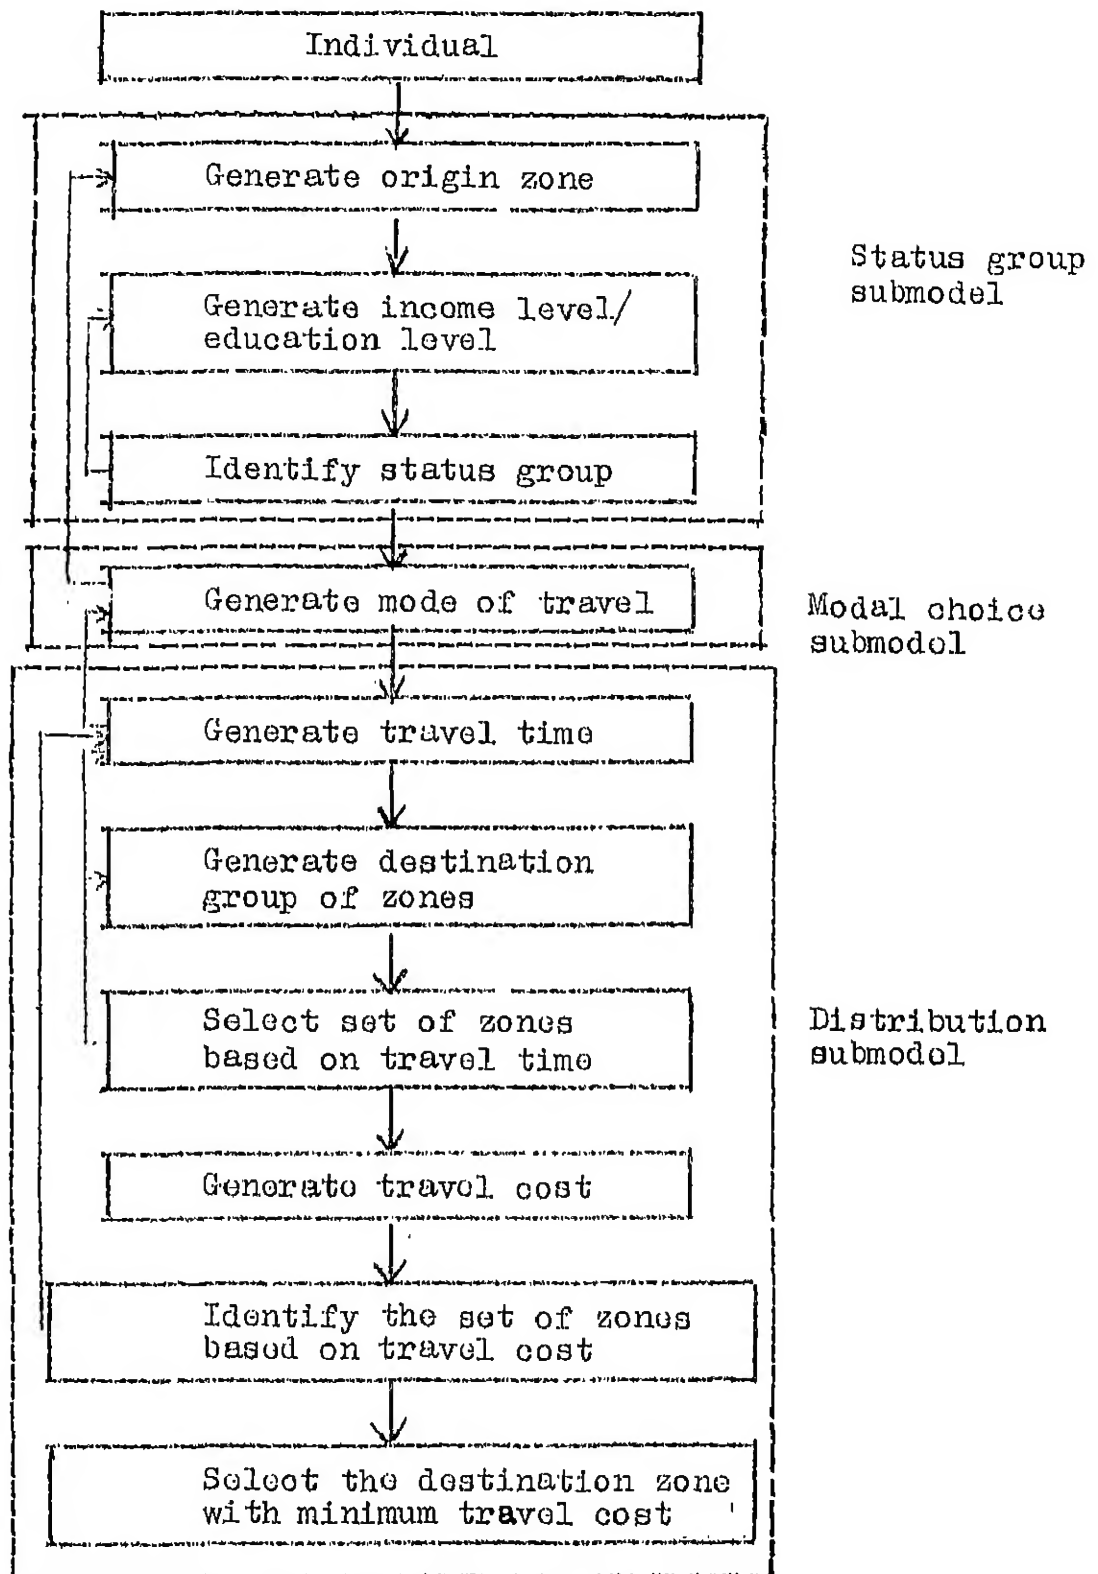 Individual
Generate origin zone
Generate income level/
education level
Status group
submodel
Identify status group
Generate mode of travel
Modal choice
submodel
Generate travel time
Generate destination
group of zones
Select set of zones
based on travel time
Distribution
submodel
Generate travel cost
Identify the set of zones
based on travel cost
Select the destination zone
with minimum travel cost